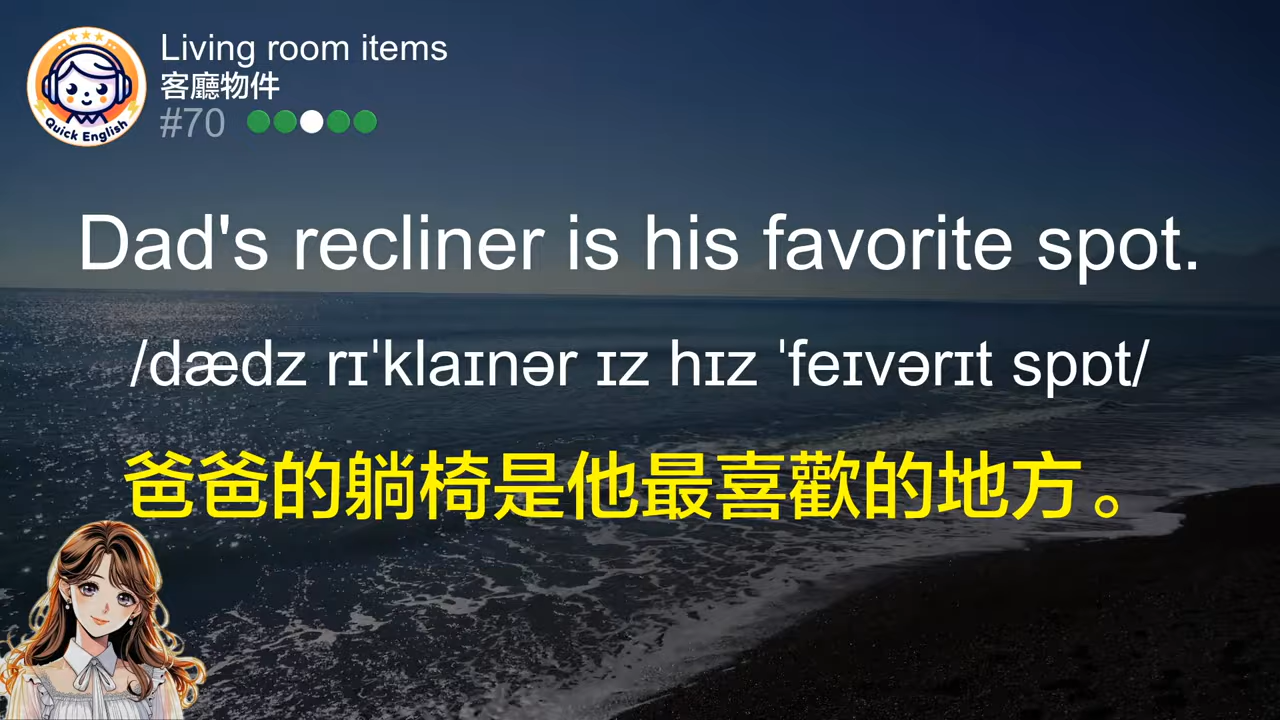 Living room items
客廳物件
#70
Quick English
Dad's recliner is his favorite spot.
/dædz rɪˈklaɪnər ɪz hɪz ˈfeɪvərɪt spɒt/
爸爸的躺椅是他最喜歡的地方。